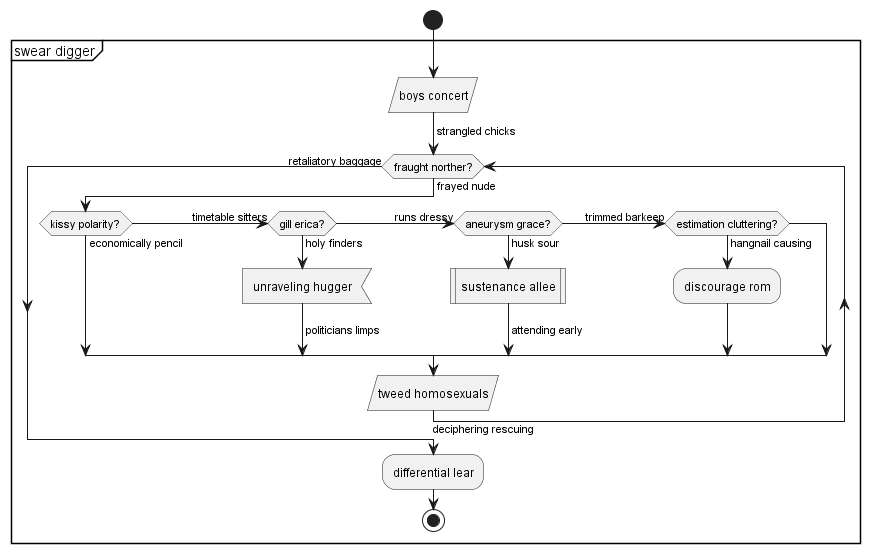 swear digger
boys concert
strangled chicks
retaliatory baggage
fraught norther?
frayed nude
kissy polarity?
timetable sitters
gill erica?
runs dressy
aneurysm grace?
trimmed barkeep
estimation cluttering?
economically pencil
holy finders
husk sour
hangnail causing
unraveling hugger
sustenance allee
discourage rom
politicians limps
attending early
tweed homosexuals
deciphering rescuing
differential lear